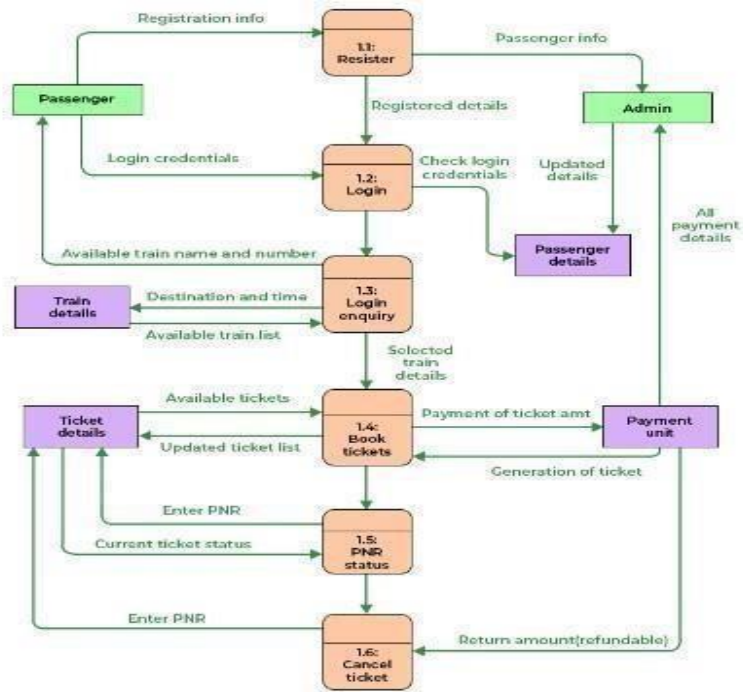 Registration info
1.1:
Resister
Passenger info
Passenger
Admin
Registered details
Login credentials
1.2:
Login
Check login
credentials
Updated
details
All
payment
details
Available train name and number
Passenger
details
1.3:
Login
enquiry
Train
details
Destination and time
Available train list
Selected
train
details
Available tickets
Ticket
details
1.4:
Book
tickets
Payment of ticket amt
Payment
unit
Updated ticket list
Generation of ticket
Enter PNR
1.5:
PNR
status
Current ticket status
Enter PNR
1.6:
Cancel
ticket
Return amount(refundable)